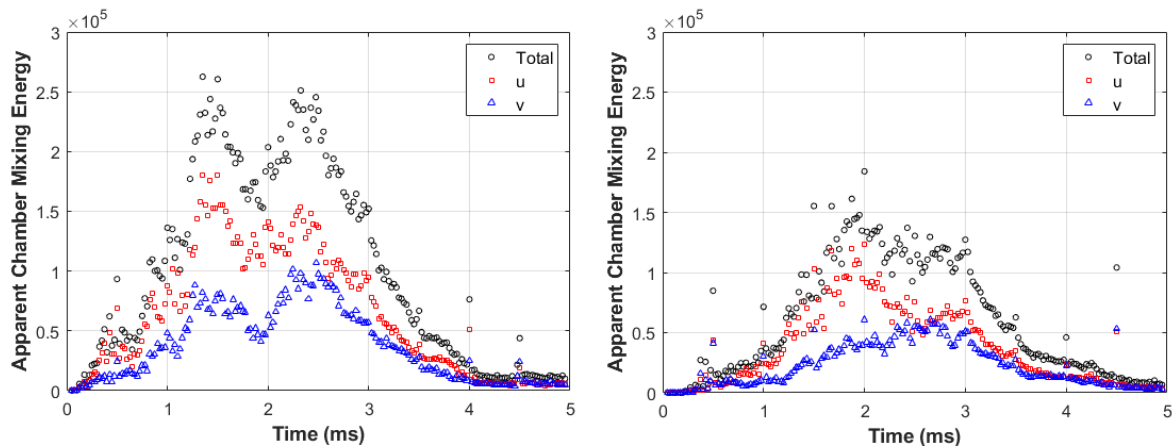 ×10⁵
3
2.5
2
1.5
1
0.5
0
0 1 2 3 4 5
Apparent Chamber Mixing Energy
Time (ms)
Total
u
v
×10⁵
3
2.5
2
1.5
1
0.5
0
0 1 2 3 4 5
Apparent Chamber Mixing Energy
Time (ms)
Total
u
v